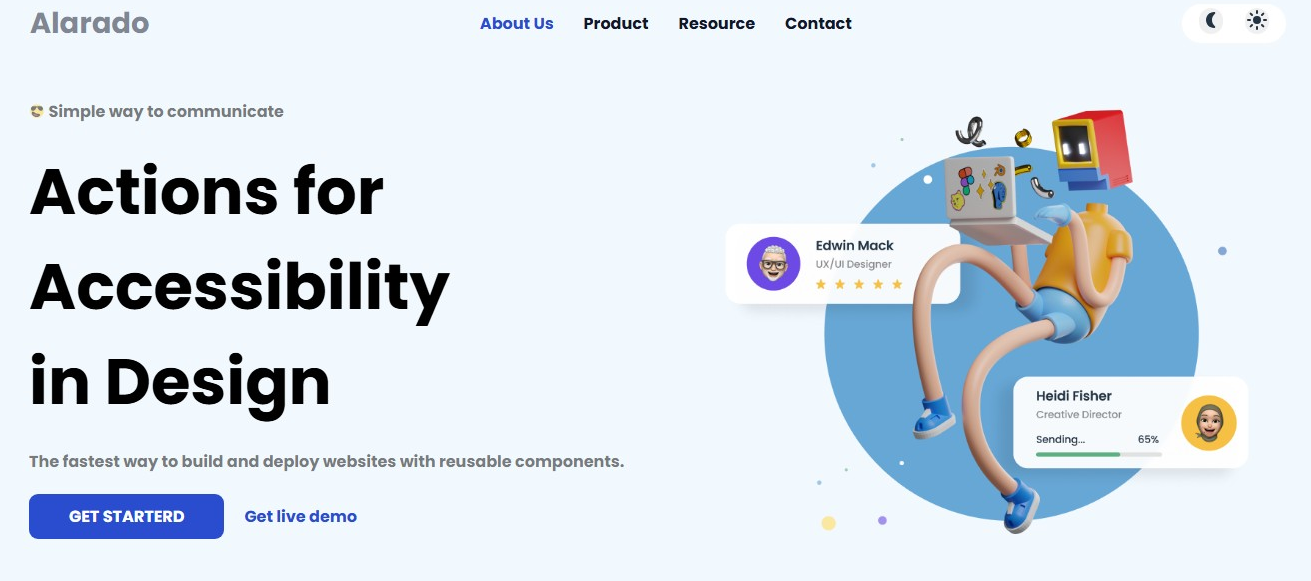 Alarado
About Us Product Resource Contact
Simple way to communicate
Actions for
Accessibility
in Design
The fastest way to build and deploy websites with reusable components.
GET STARTERD Get live demo
Edwin Mack
UX/UI Designer
Heidi Fisher
Creative Director
Sending... 65%